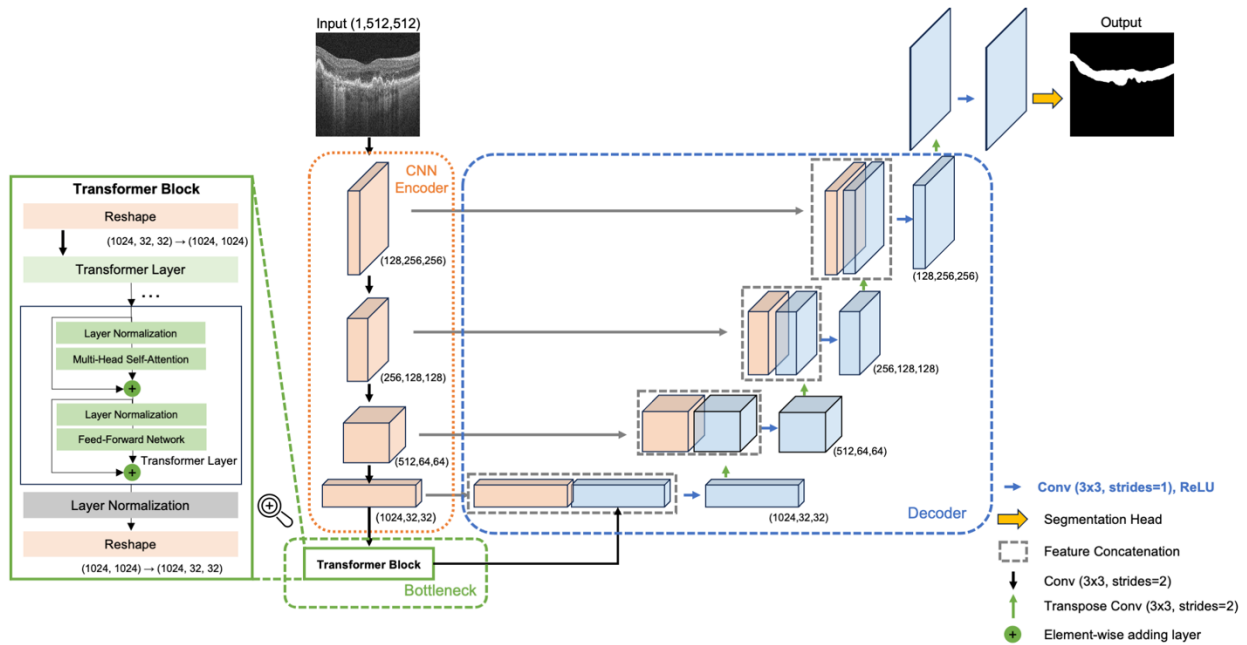 Input (1,512,512)
Output
CNN
Encoder
(128,256,256)
(256,128,128)
(512,64,64)
(1024,32,32)
Transformer Block
Reshape
(1024, 32, 32) → (1024, 1024)
Transformer Layer
...
Layer Normalization
Multi-Head Self-Attention
+
Layer Normalization
Feed-Forward Network
Transformer Layer
+
Layer Normalization
Reshape
(1024, 1024) → (1024, 32, 32)
Transformer Block
Bottleneck
(128,256,256)
(256,128,128)
(512,64,64)
(1024,32,32)
Decoder
Conv (3x3, strides=1), ReLU
Segmentation Head
Feature Concatenation
Conv (3x3, strides=2)
Transpose Conv (3x3, strides=2)
+ Element-wise adding layer